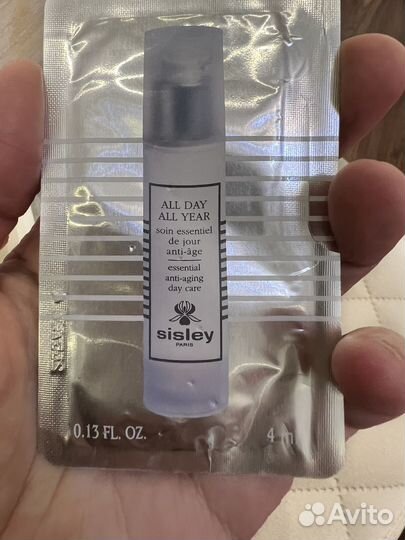 ALL DAY
ALL YEAR
soin essentiel
de jour
anti-âge
essential
anti-aging
day care
sisley
PARIS
0.13 FL. OZ.
4 m
Avito